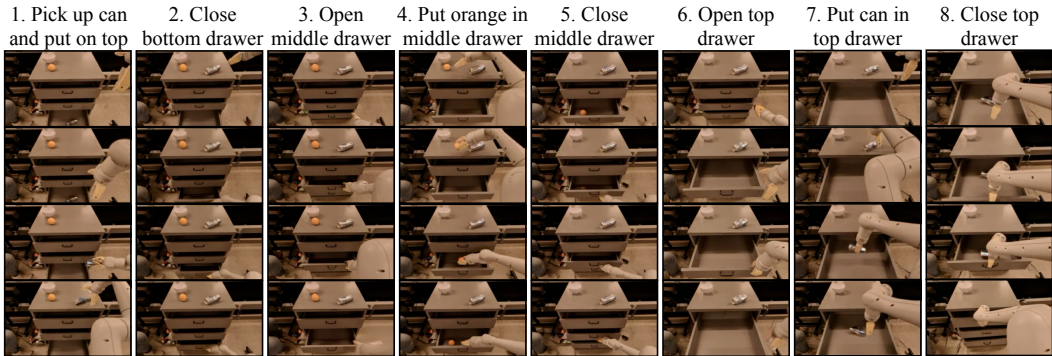 1. Pick up can
and put on top
2. Close
bottom drawer
3. Open
middle drawer
4. Put orange in
middle drawer
5. Close
middle drawer
6. Open top
drawer
7. Put can in
top drawer
8. Close top
drawer